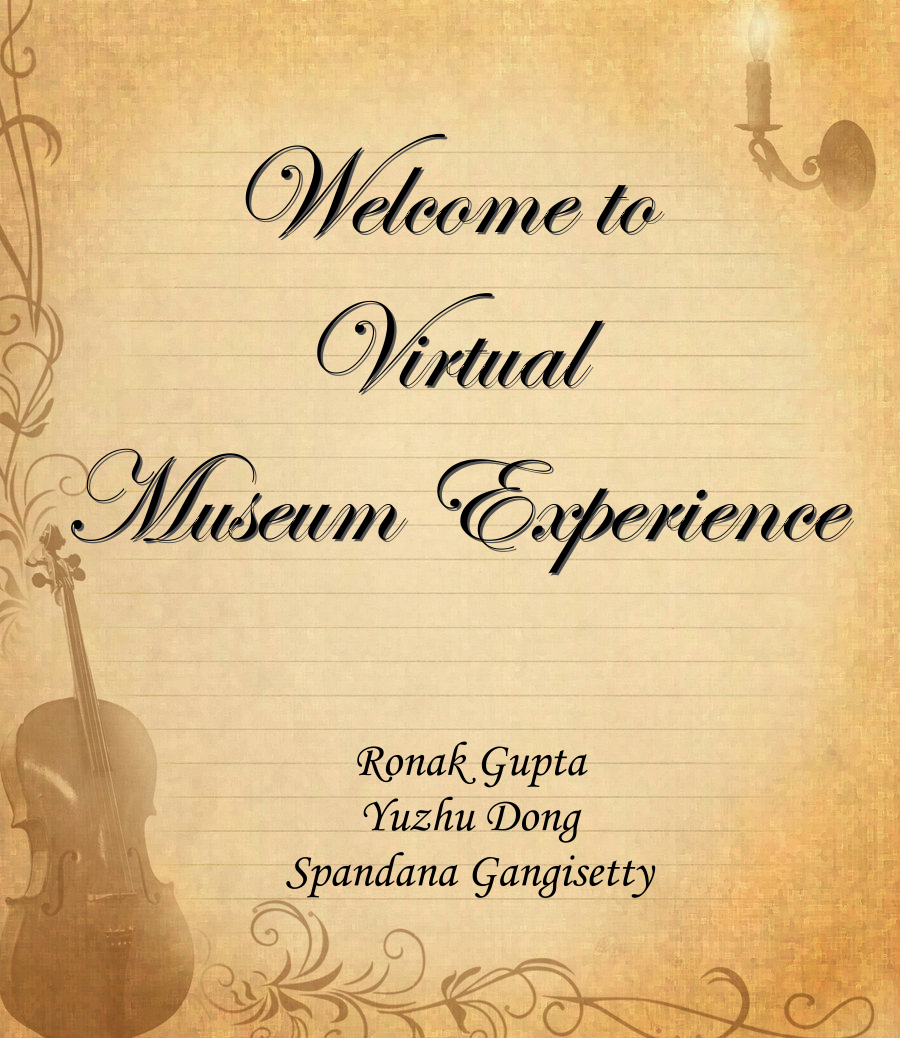 Welcome to
Virtual
Museum Experience
Ronak Gupta
Yuzhu Dong
Spandana Gangisetty